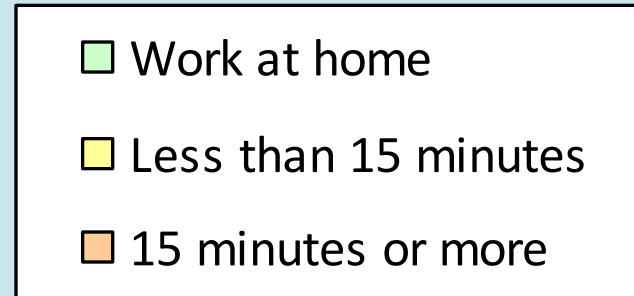 Work at home
Less than 15 minutes
15 minutes or more